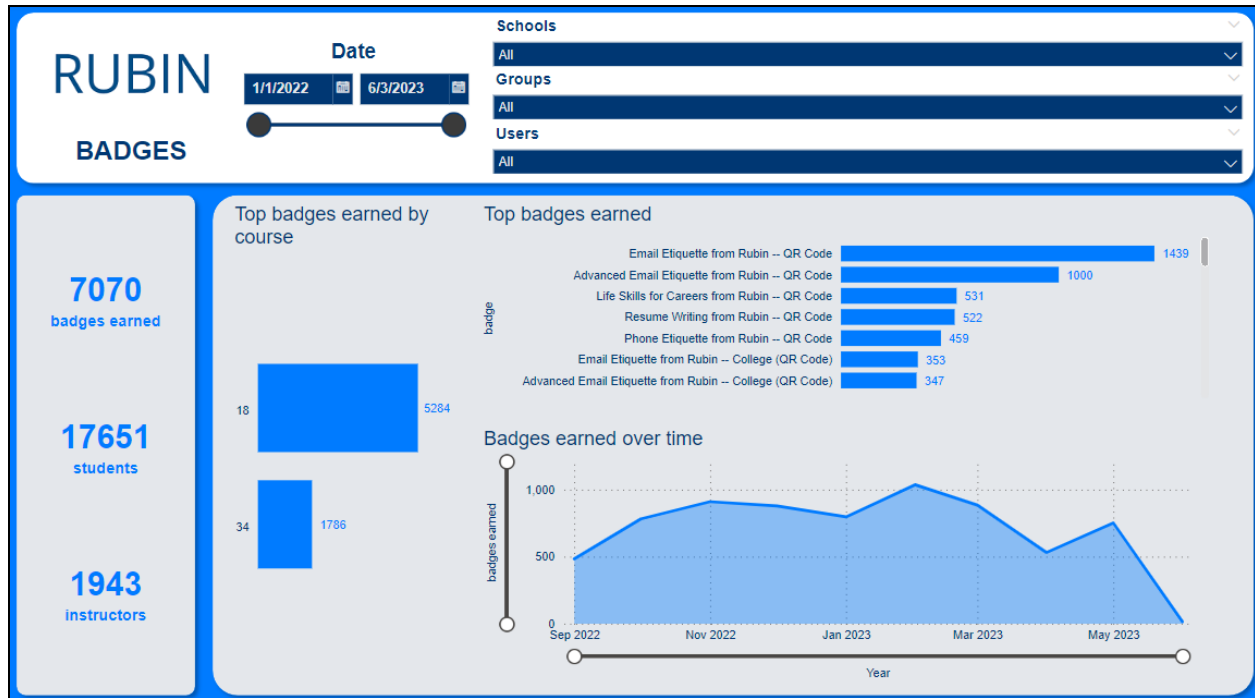 RUBIN
BADGES
Date
1/1/2022
6/3/2023
Schools
All
Groups
All
Users
All
7070
badges earned
17651
students
1943
instructors
Top badges earned by
course
18
5284
34
1786
Top badges earned
badge
Email Etiquette from Rubin -- QR Code 1439
Advanced Email Etiquette from Rubin -- QR Code 1000
Life Skills for Careers from Rubin -- QR Code 531
Resume Writing from Rubin -- QR Code 522
Phone Etiquette from Rubin -- QR Code 459
Email Etiquette from Rubin -- College (QR Code) 353
Advanced Email Etiquette from Rubin -- College (QR Code) 347
Badges earned over time
badges earned
1,000
500
0
Sep 2022 Nov 2022 Jan 2023 Mar 2023 May 2023
Year